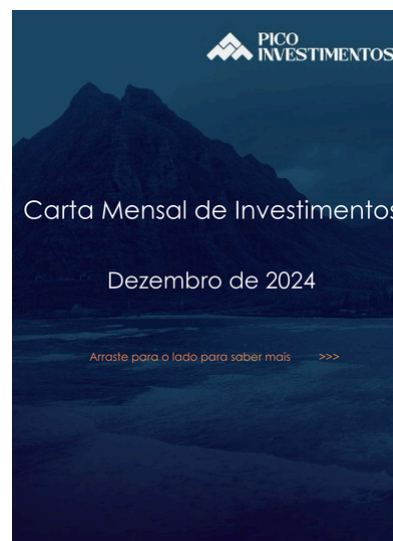 PICO
INVESTIMENTOS
Carta Mensal de Investimentos
Dezembro de 2024
Arraste para o lado para saber mais >>>